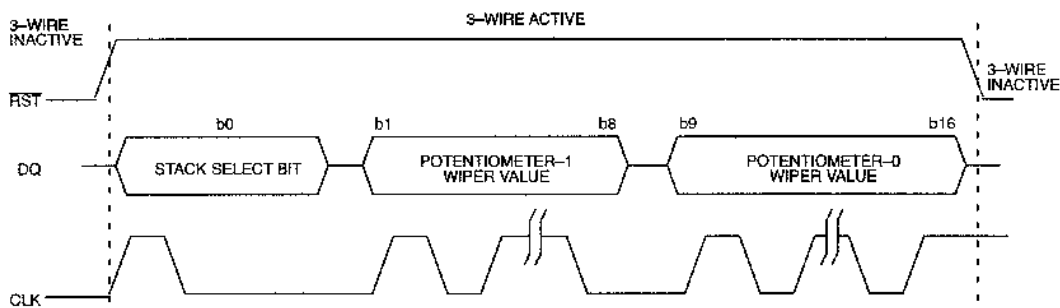 3–WIRE
INACTIVE
3–WIRE ACTIVE
3–WIRE
INACTIVE
RST
b0
b1
b8
b9
b16
DQ
STACK SELECT BIT
POTENTIOMETER–1
WIPER VALUE
POTENTIOMETER–0
WIPER VALUE
CLK